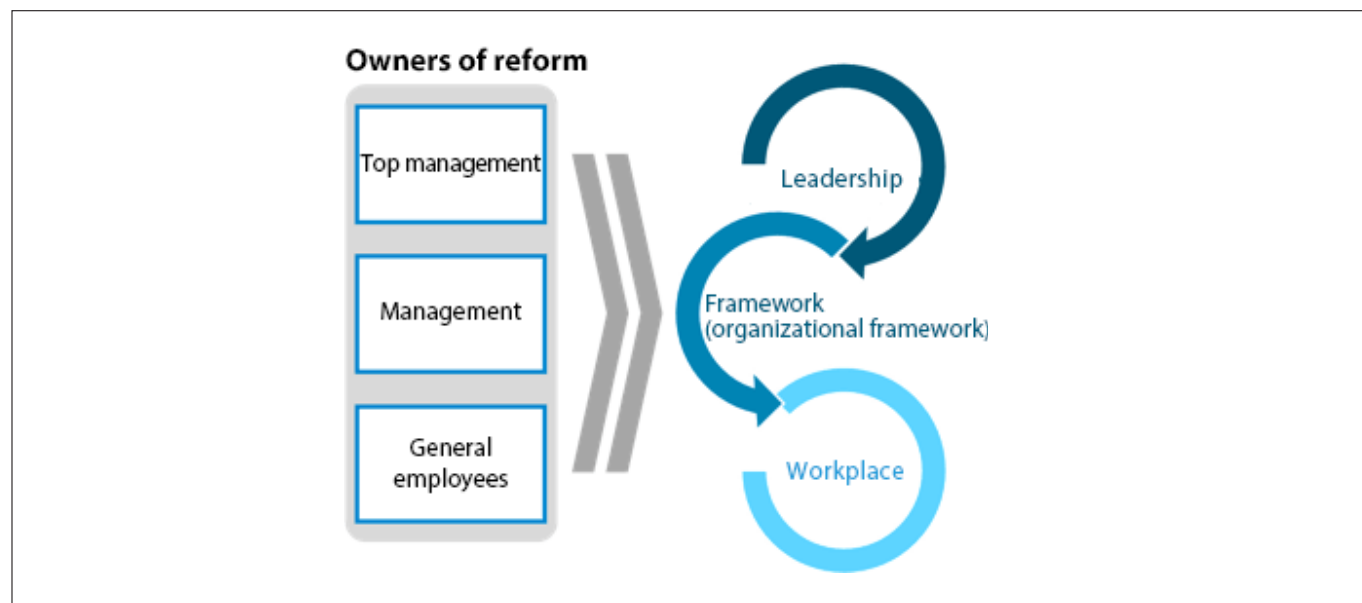 Owners of reform
Top management
Management
General
employees
Leadership
Framework
(organizational framework)
Workplace